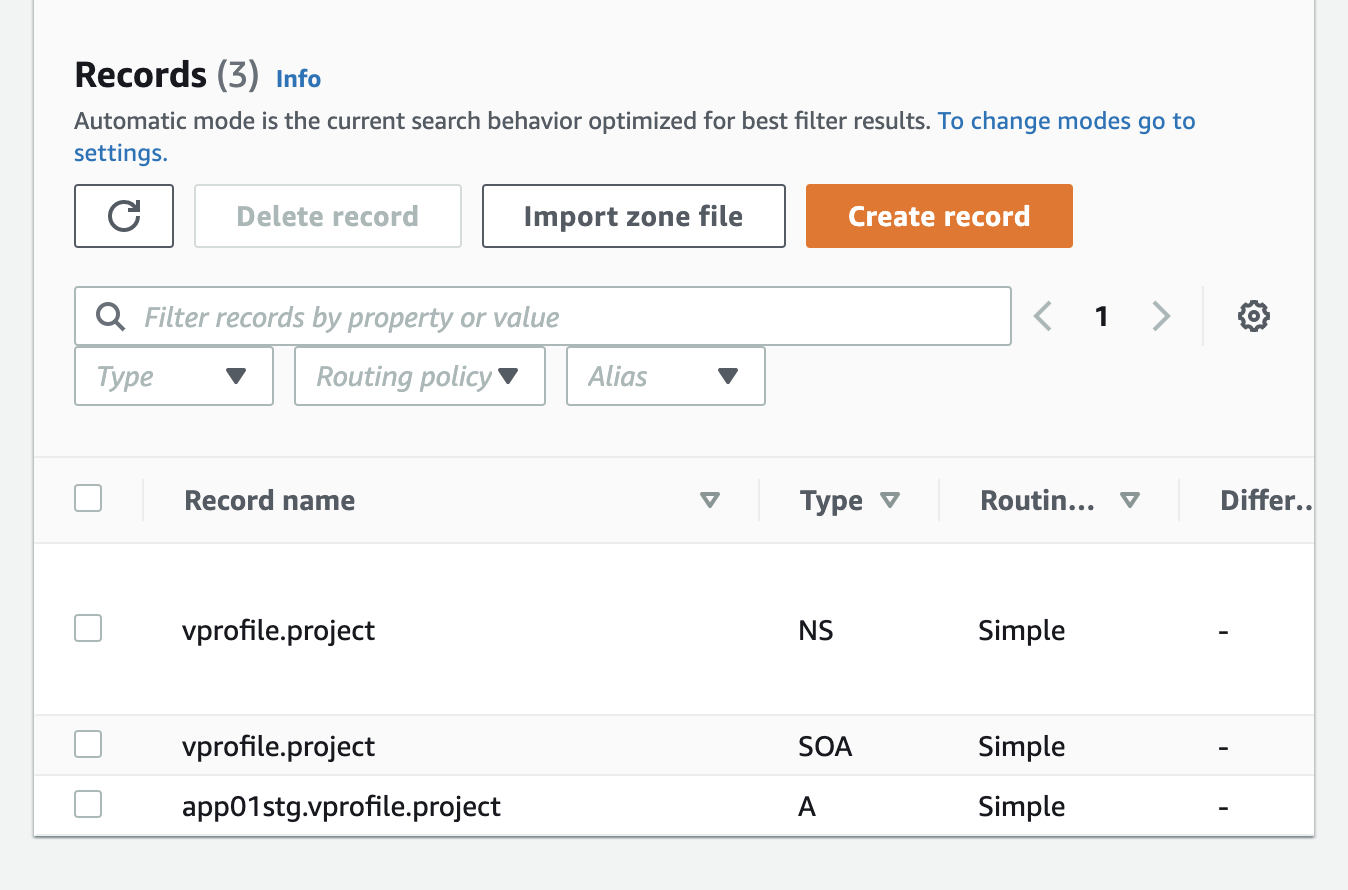 Records (3) Info
Automatic mode is the current search behavior optimized for best filter results. To change modes go to
settings.
Delete record Import zone file Create record
Filter records by property or value 1
Type Routing policy Alias
Record name Type Routin... Differ...
vprofile.project NS Simple -
vprofile.project SOA Simple -
app01stg.vprofile.project A Simple -